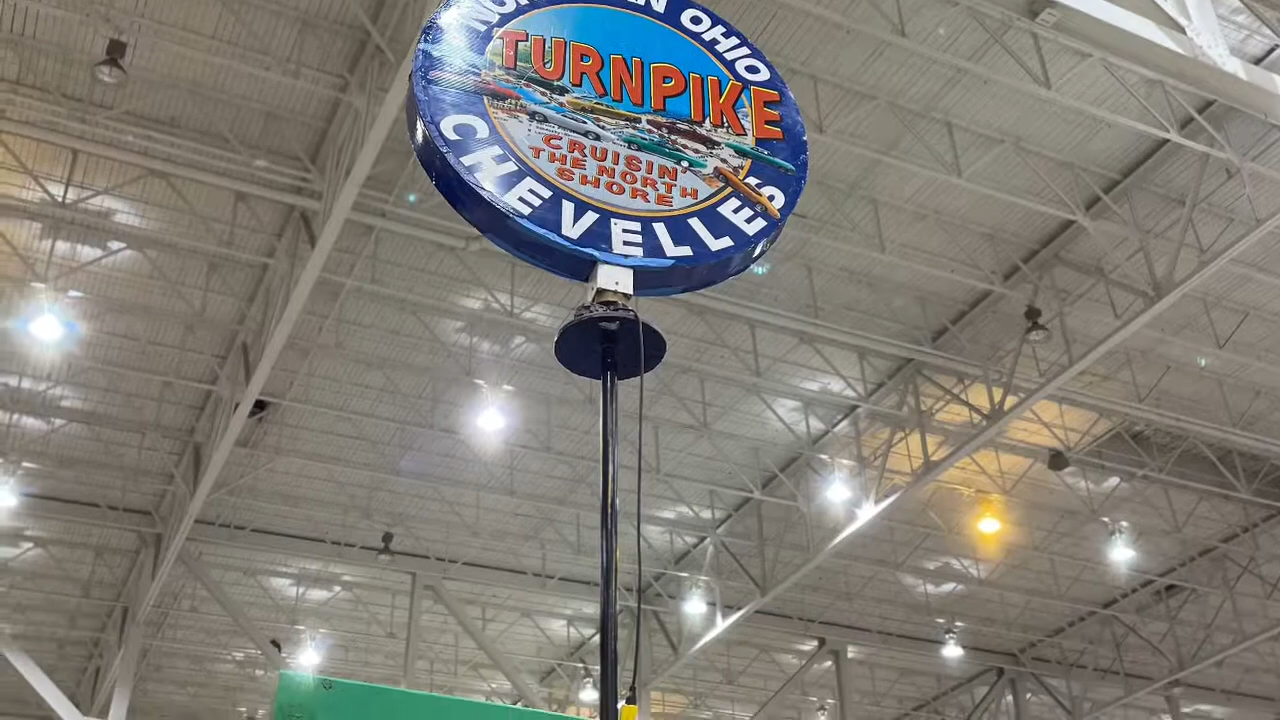 OHIO
TURNPIKE
CRUISIN'
THE NORTH
SHORE
CHEVELLES